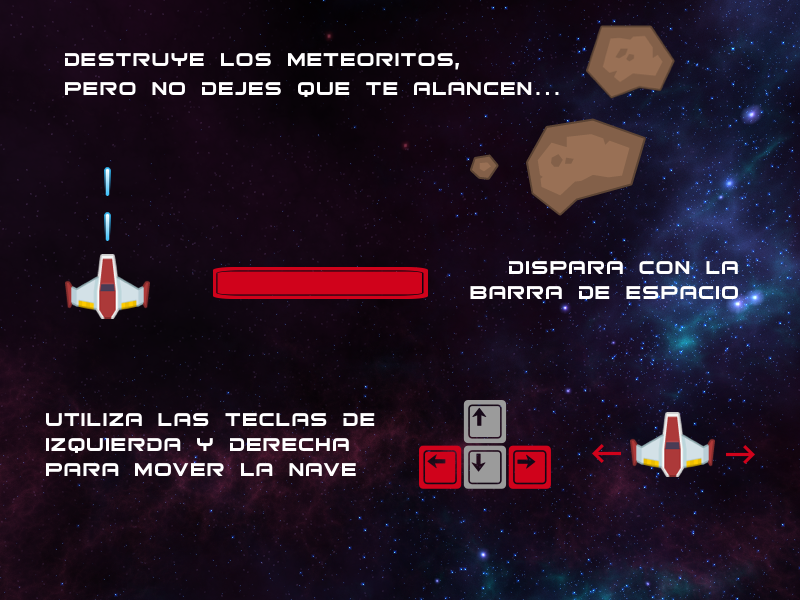 DESTRUYE LOS METEORITOS,
PERO NO DEJES QUE TE ALANCEN...
DISPARA CON LA
BARRA DE ESPACIO
UTILIZA LAS TECLAS DE
IZQUIERDA Y DERECHA
PARA MOVER LA NAVE